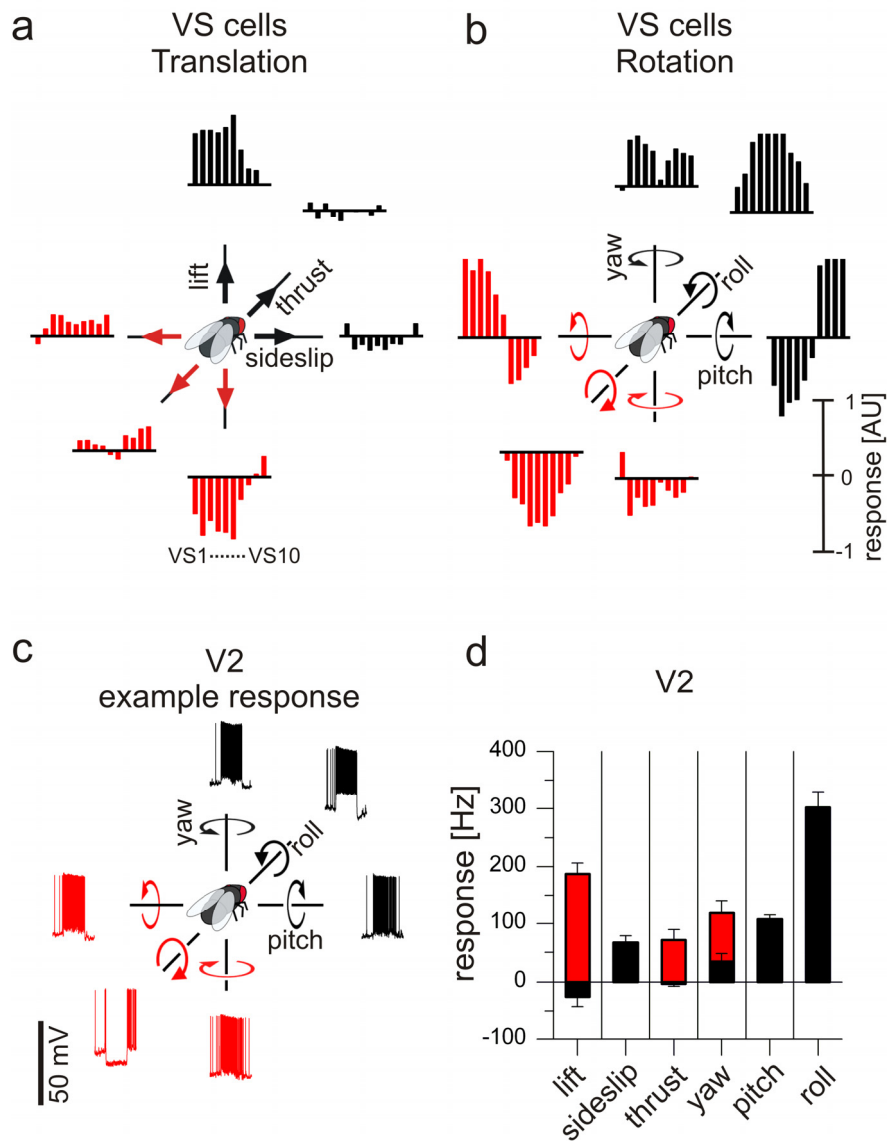 a
VS cells
Translation
lift
thrust
sideslip
VS1 ······· VS10
b
VS cells
Rotation
yaw
roll
pitch
response [AU]
1
0
-1
c
V2
example response
yaw
roll
pitch
50 mV
d
V2
response [Hz]
400
300
200
100
0
-100
lift
sideslip
thrust
yaw
pitch
roll